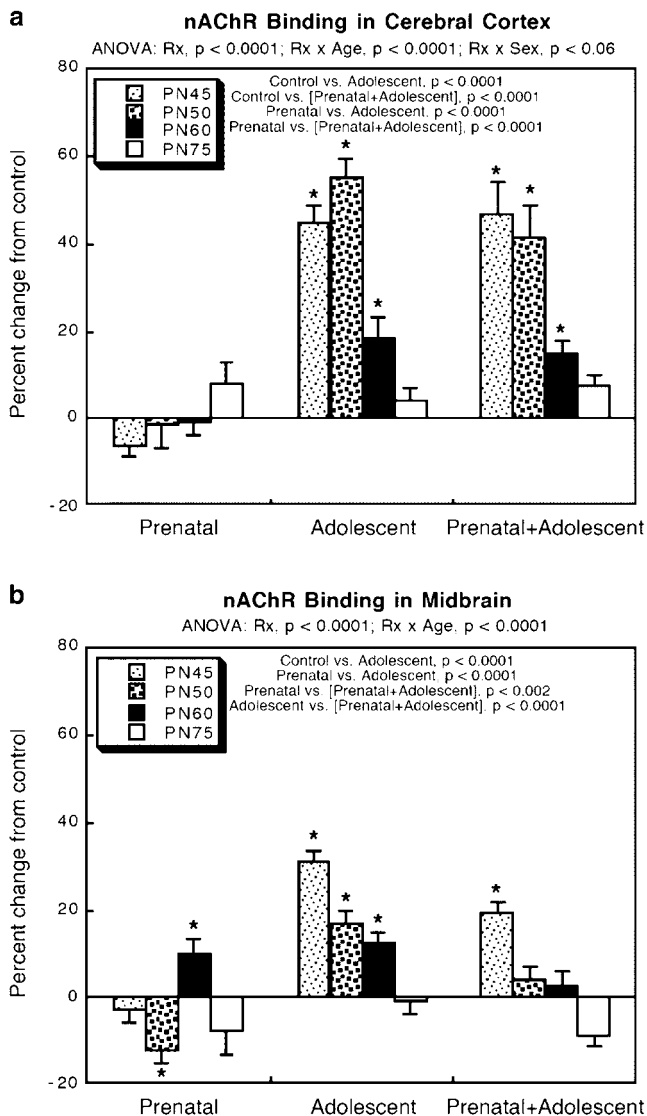 a
nAChR Binding in Cerebral Cortex
ANOVA: Rx, p < 0.0001; Rx x Age, p < 0.0001; Rx x Sex, p < 0.06
80
60
40
20
0
-20
Percent change from control
PN45
PN50
PN60
PN75
Control vs. Adolescent, p < 0.0001
Control vs. [Prenatal+Adolescent], p < 0.0001
Prenatal vs. Adolescent, p < 0.0001
Prenatal vs. [Prenatal+Adolescent], p < 0.0001
* * * * * *
Prenatal Adolescent Prenatal+Adolescent
b
nAChR Binding in Midbrain
ANOVA: Rx, p < 0.0001; Rx x Age, p < 0.0001
80
60
40
20
0
-20
Percent change from control
PN45
PN50
PN60
PN75
Control vs. Adolescent, p < 0.0001
Prenatal vs. Adolescent, p < 0.0001
Prenatal vs. [Prenatal+Adolescent], p < 0.002
Adolescent vs. [Prenatal+Adolescent], p < 0.0001
* * * * * * *
Prenatal Adolescent Prenatal+Adolescent